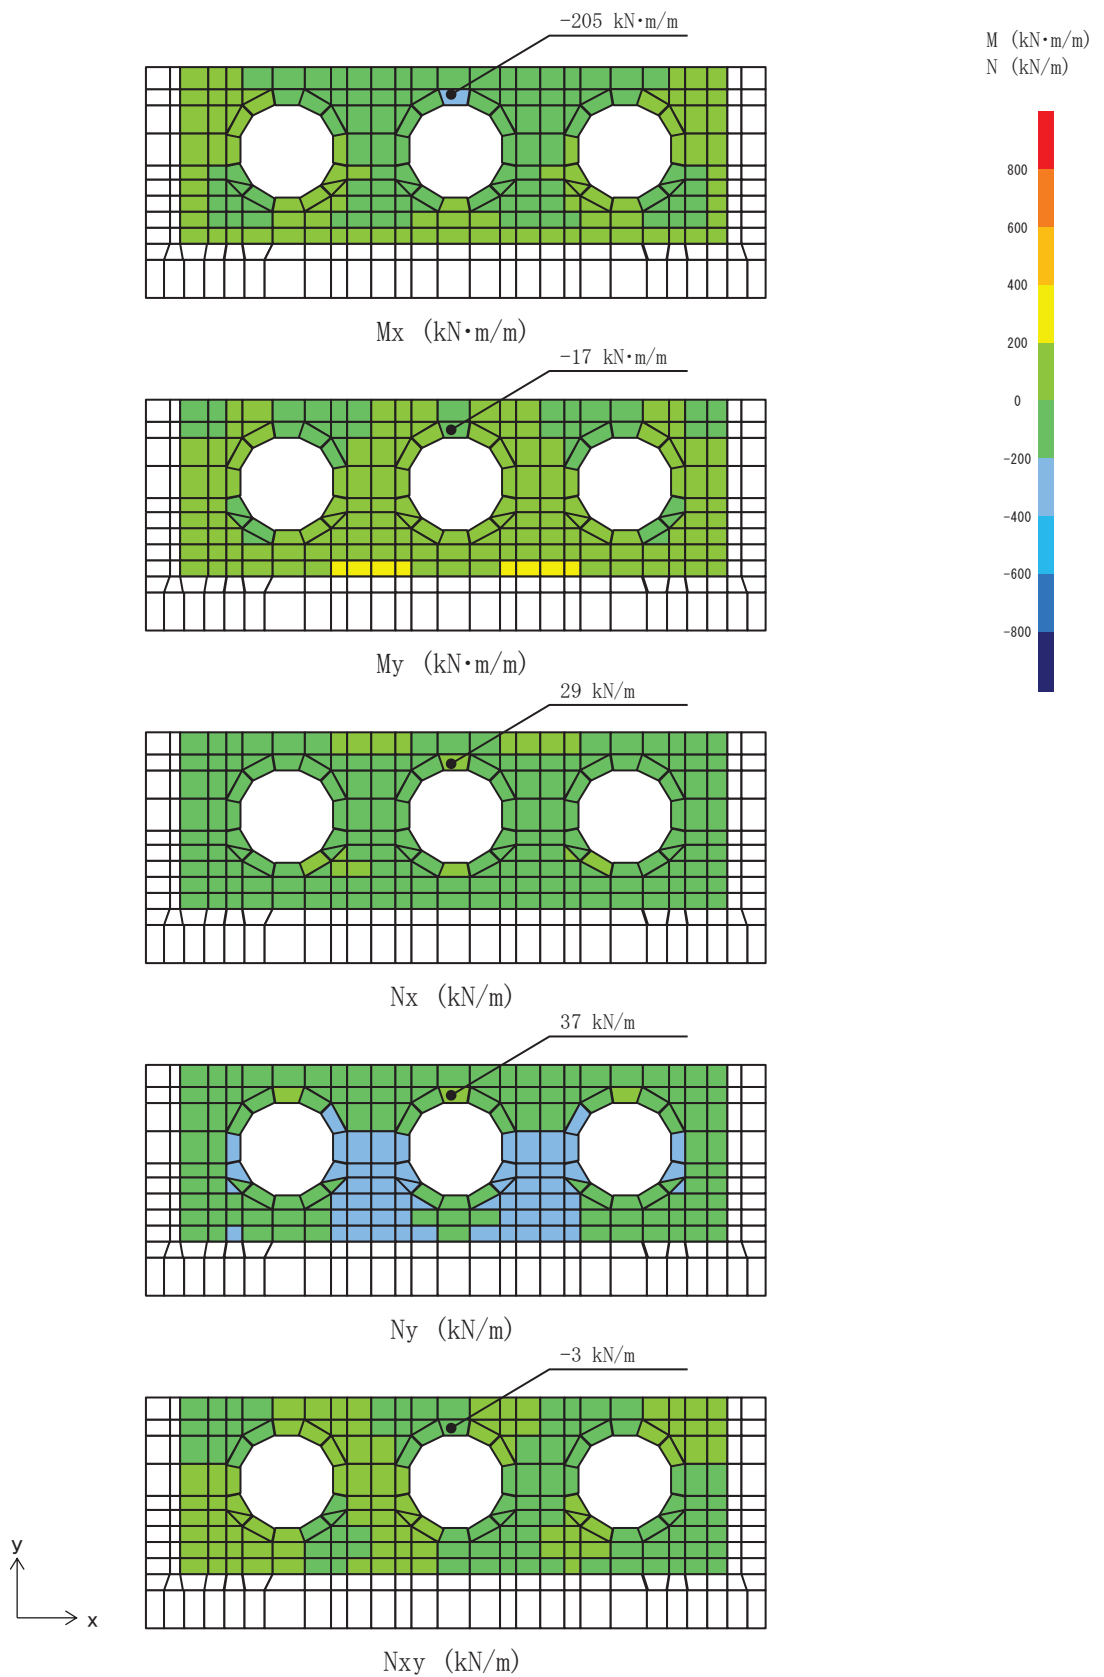 -205 kN·m/m
M (kN·m/m)
N (kN/m)
800
600
400
200
0
-200
-400
-600
-800
Mx (kN·m/m)
-17 kN·m/m
My (kN·m/m)
29 kN/m
Nx (kN/m)
37 kN/m
Ny (kN/m)
-3 kN/m
Nxy (kN/m)
y
x